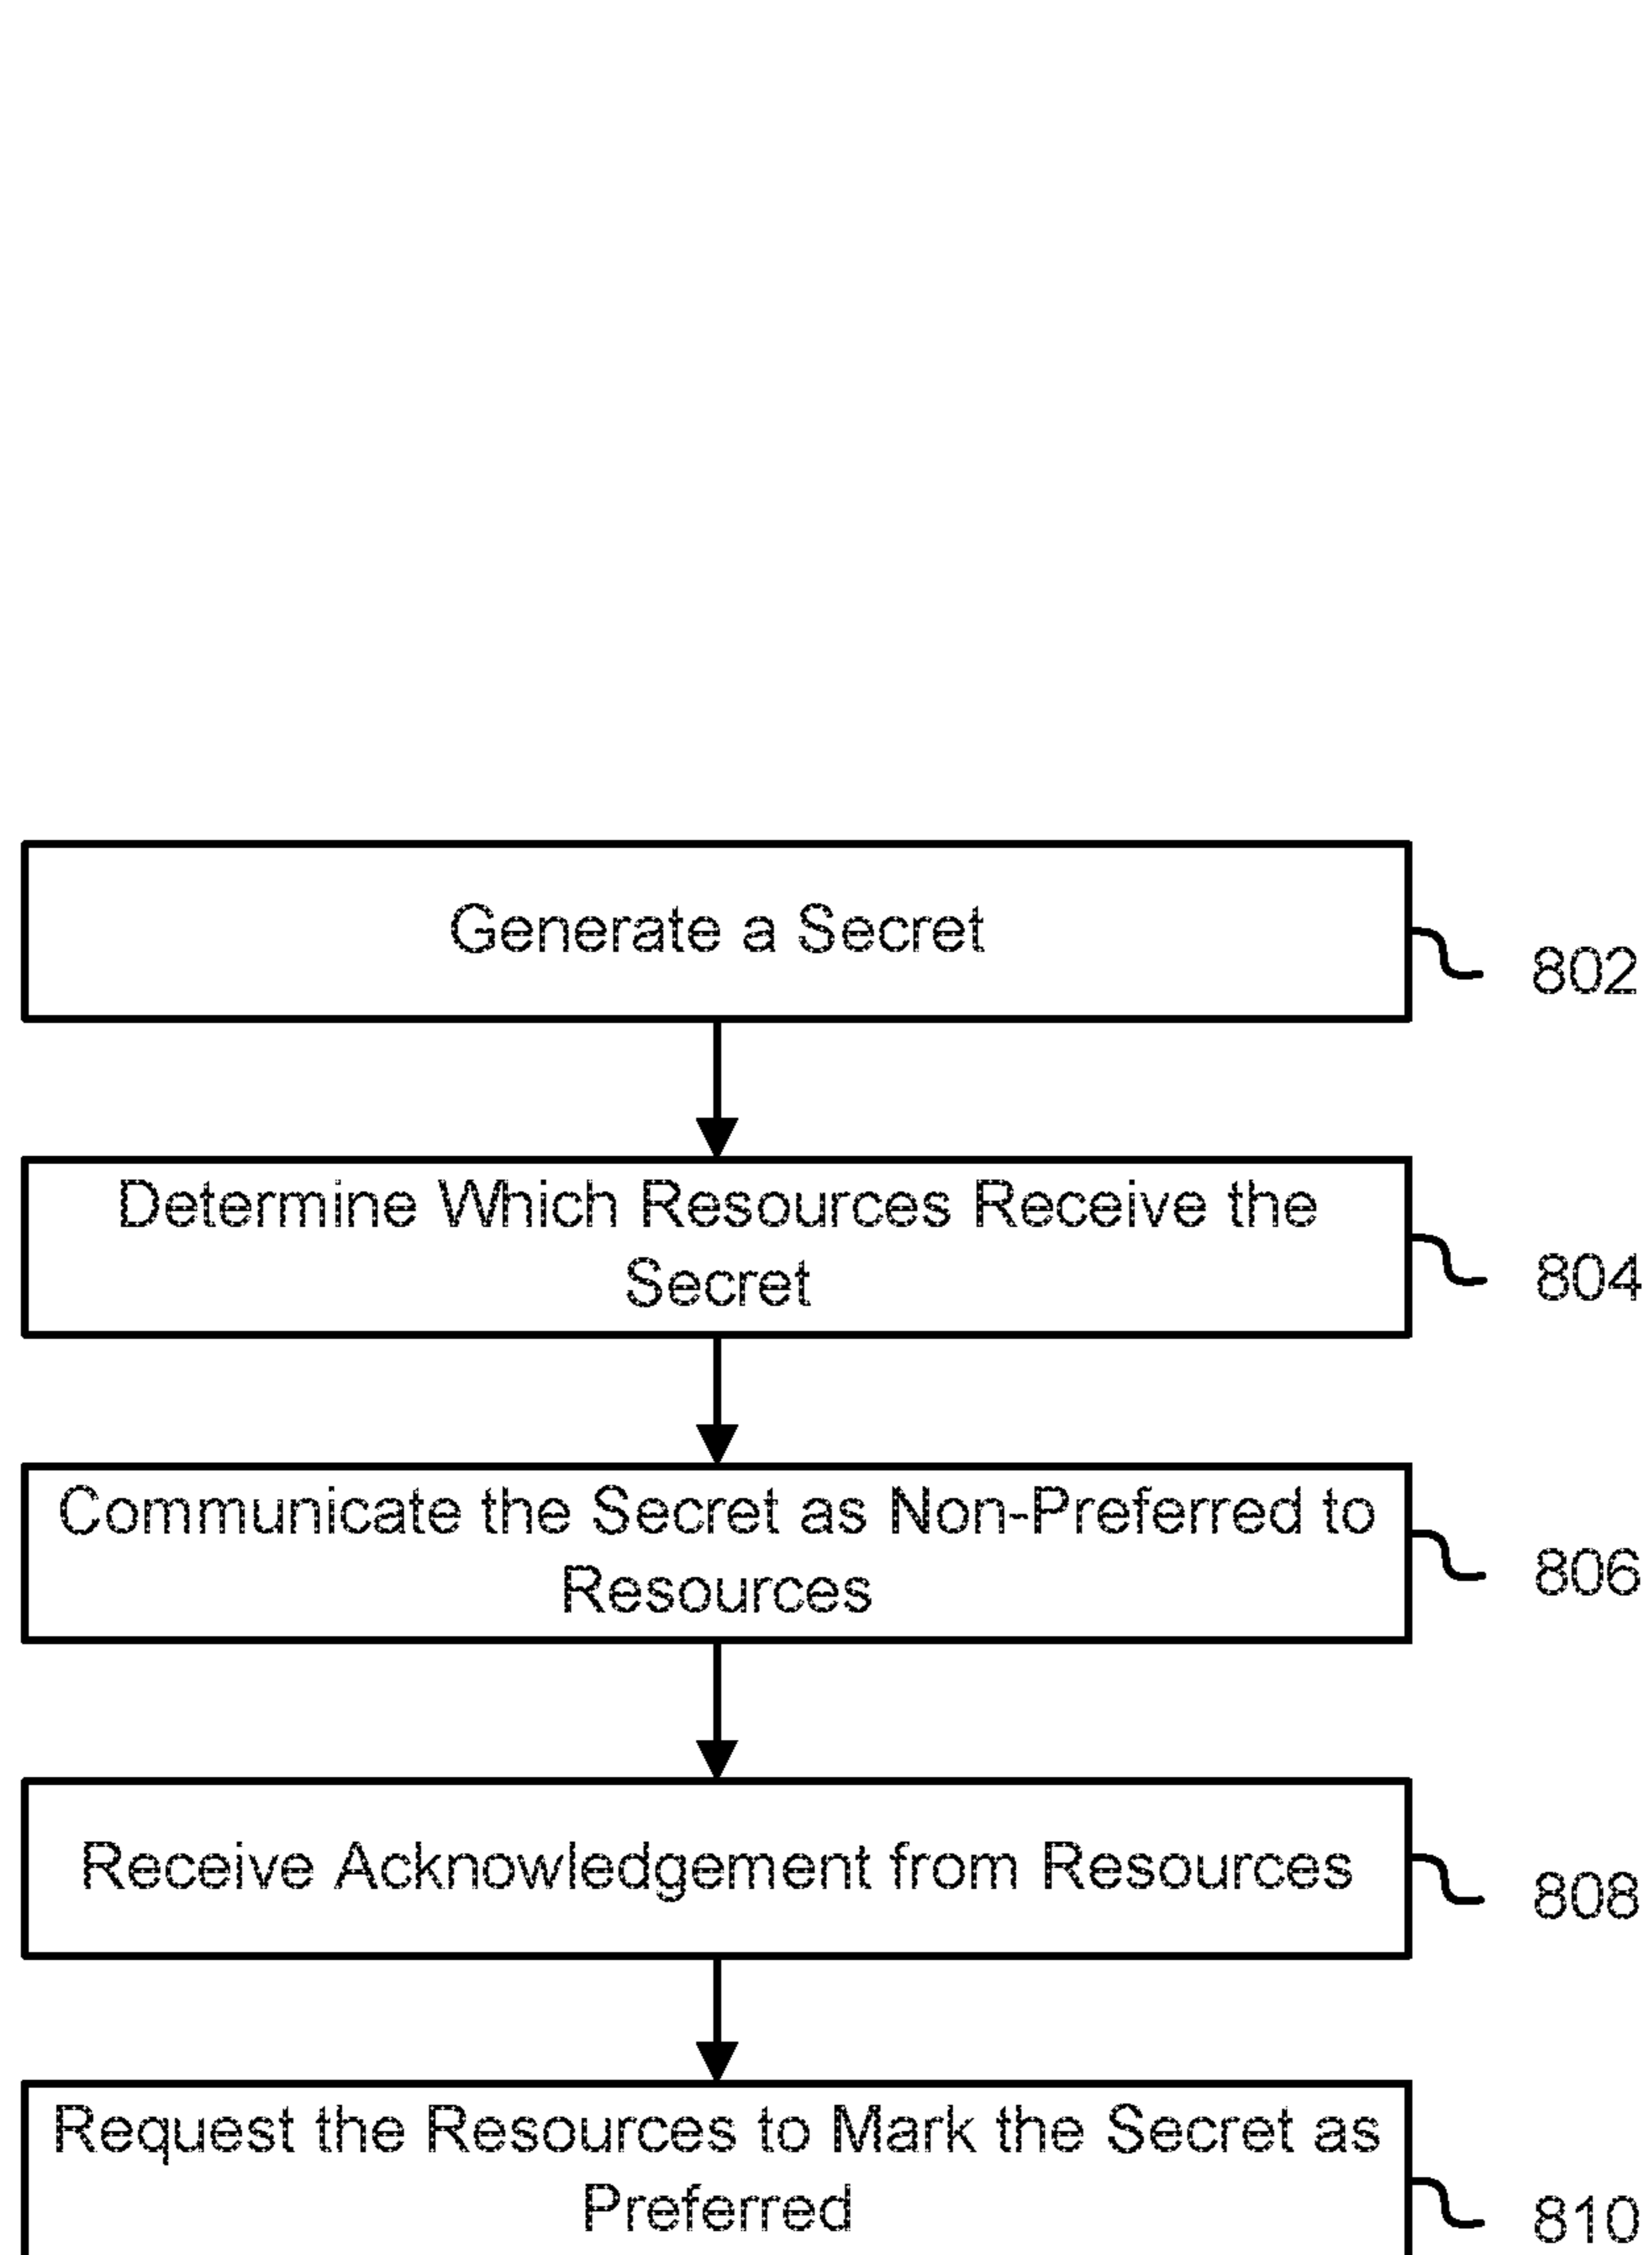 Generate a Secret
802
Determine Which Resources Receive the
Secret
804
Communicate the Secret as Non-Preferred to
Resources
806
Receive Acknowledgement from Resources
808
Request the Resources to Mark the Secret as
Preferred
810